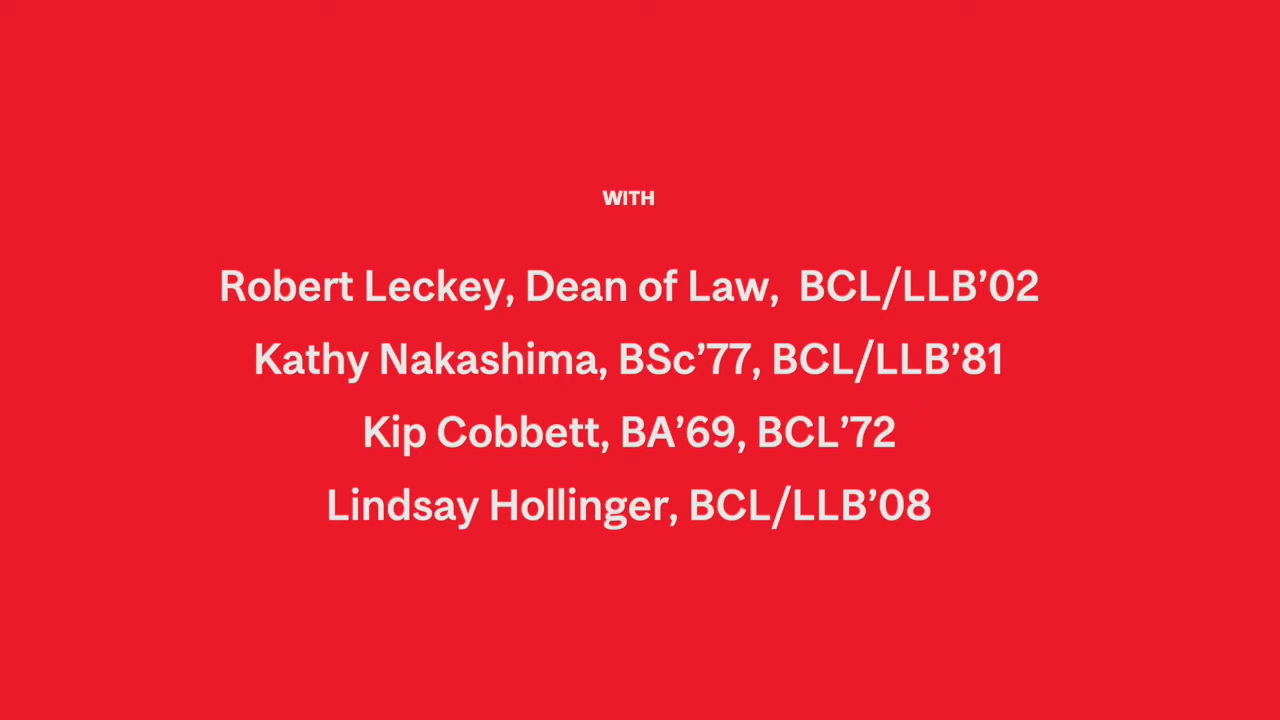 WITH
Robert Leckey, Dean of Law, BCL/LLB’02
Kathy Nakashima, BSc’77, BCL/LLB’81
Kip Cobbett, BA’69, BCL’72
Lindsay Hollinger, BCL/LLB’08